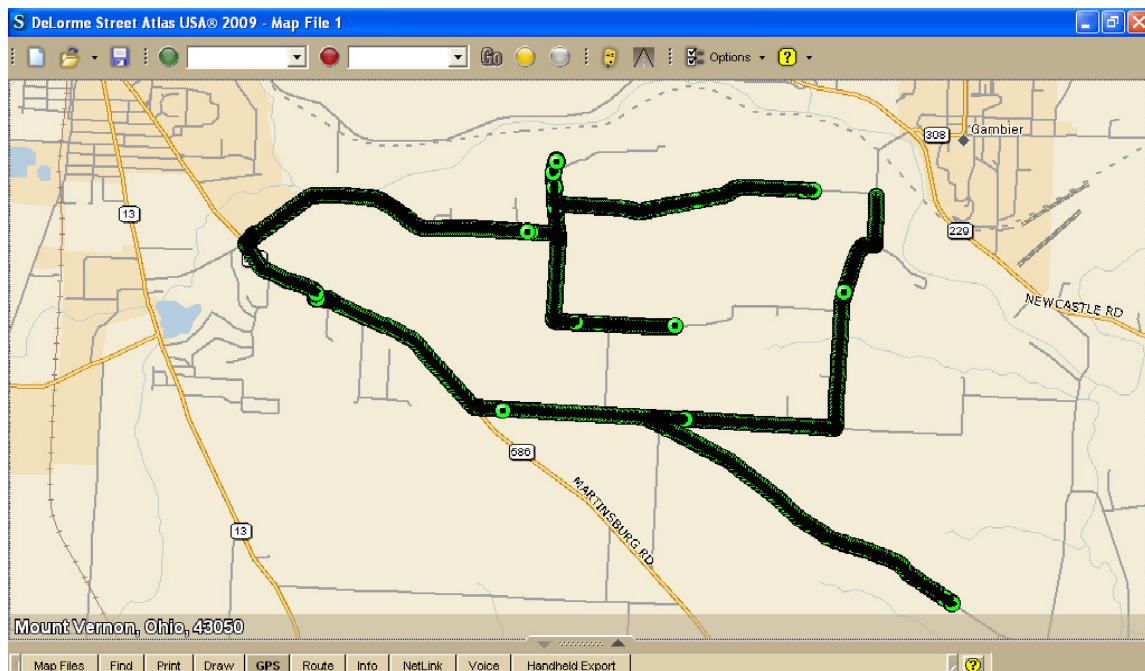 DeLorme Street Atlas USA® 2009 - Map File 1
Go
Options
?
308
Gambier
13
229
NEWCASTLE RD
586
MARTINSBURG RD
13
Mount Vernon, Ohio, 43050
Map Files Find Print Draw GPS Route Info NetLink Voice Handheld Export ?